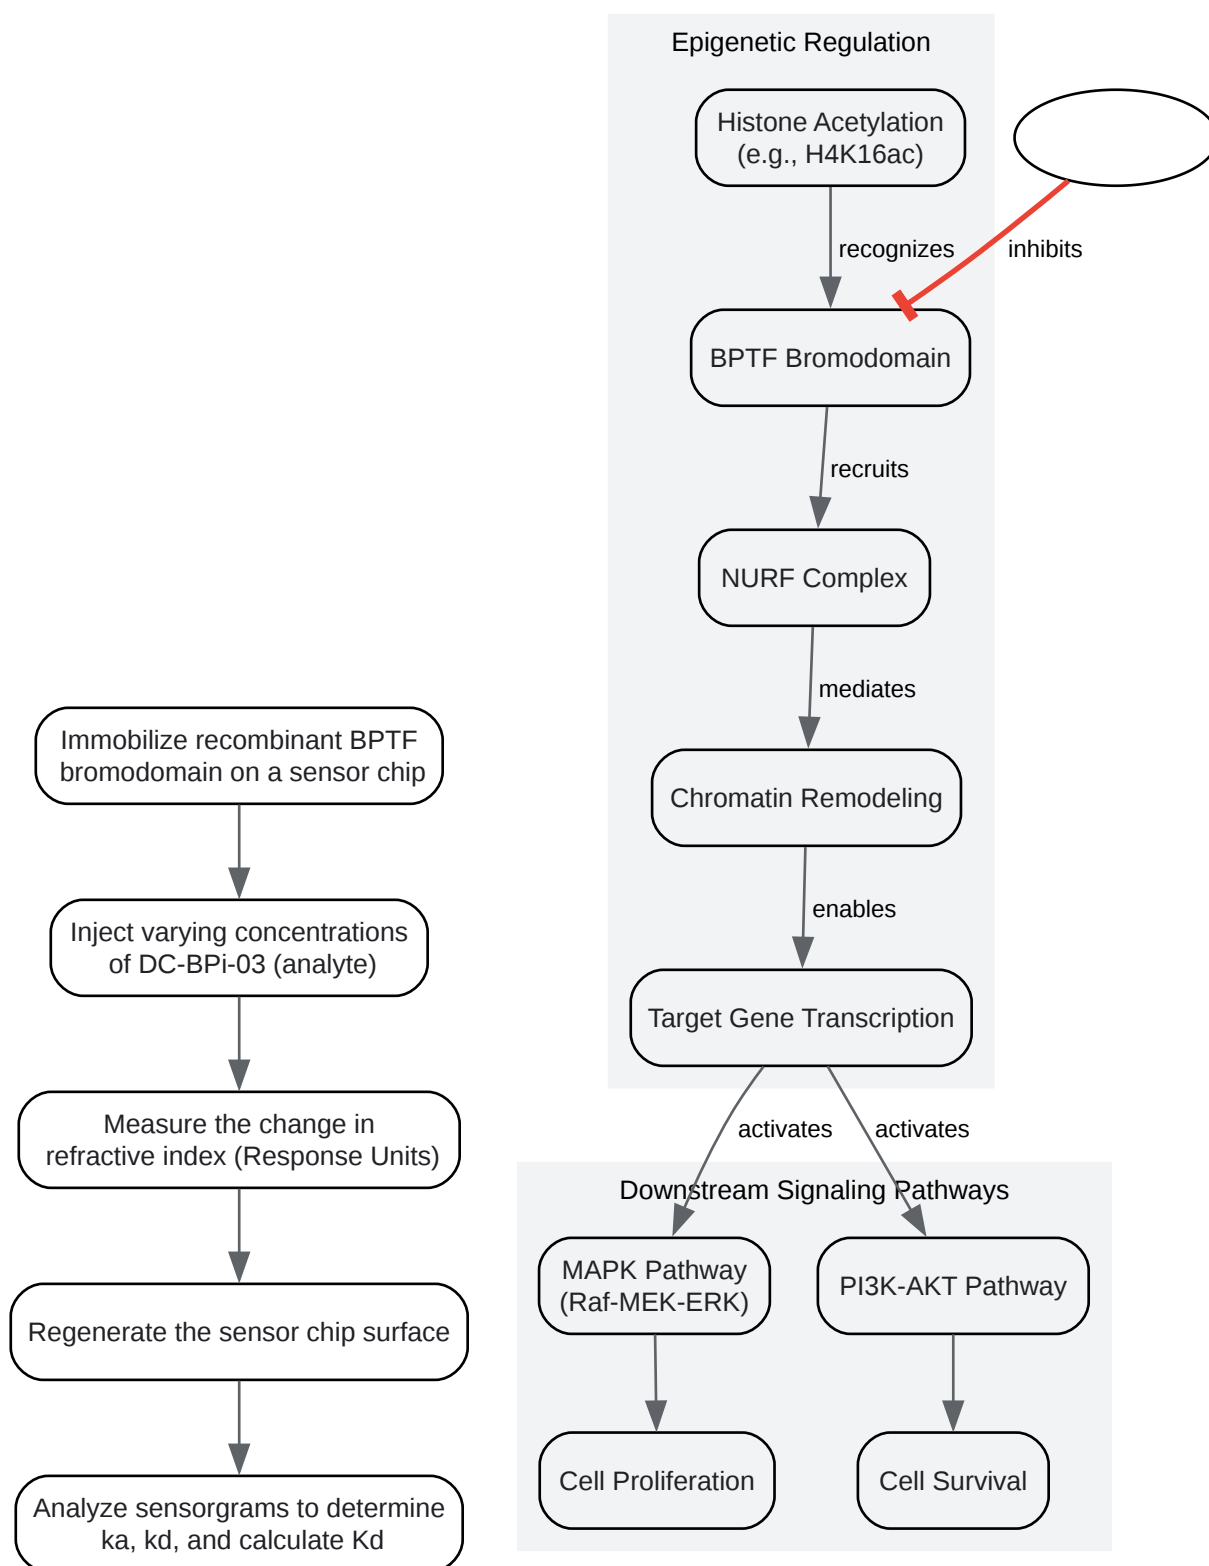 Epigenetic Regulation
Histone Acetylation
(e.g., H4K16ac)
recognizes
inhibits
BPTF Bromodomain
recruits
NURF Complex
mediates
Chromatin Remodeling
enables
Target Gene Transcription
activates
activates
Downstream Signaling Pathways
MAPK Pathway
(Raf-MEK-ERK)
PI3K-AKT Pathway
Cell Proliferation
Cell Survival
Immobilize recombinant BPTF
bromodomain on a sensor chip
Inject varying concentrations
of DC-BPi-03 (analyte)
Measure the change in
refractive index (Response Units)
Regenerate the sensor chip surface
Analyze sensorgrams to determine
ka, kd, and calculate Kd